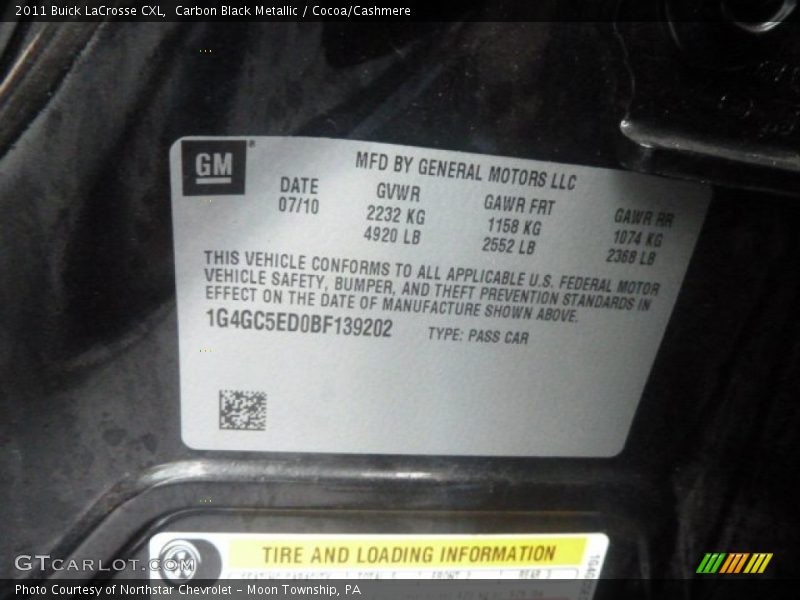 2011 Buick LaCrosse CXL, Carbon Black Metallic / Cocoa/Cashmere
GM
MFD BY GENERAL MOTORS LLC
DATE GVWR GAWR FRT GAWR RR
07/10 2232 KG 1158 KG 1074 KG
4920 LB 2552 LB 2368 LB
THIS VEHICLE CONFORMS TO ALL APPLICABLE U.S. FEDERAL MOTOR
VEHICLE SAFETY, BUMPER, AND THEFT PREVENTION STANDARDS IN
EFFECT ON THE DATE OF MANUFACTURE SHOWN ABOVE.
1G4GC5ED0BF139202 TYPE: PASS CAR
TIRE AND LOADING INFORMATION
GTcarlot.com
Photo Courtesy of Northstar Chevrolet - Moon Township, PA